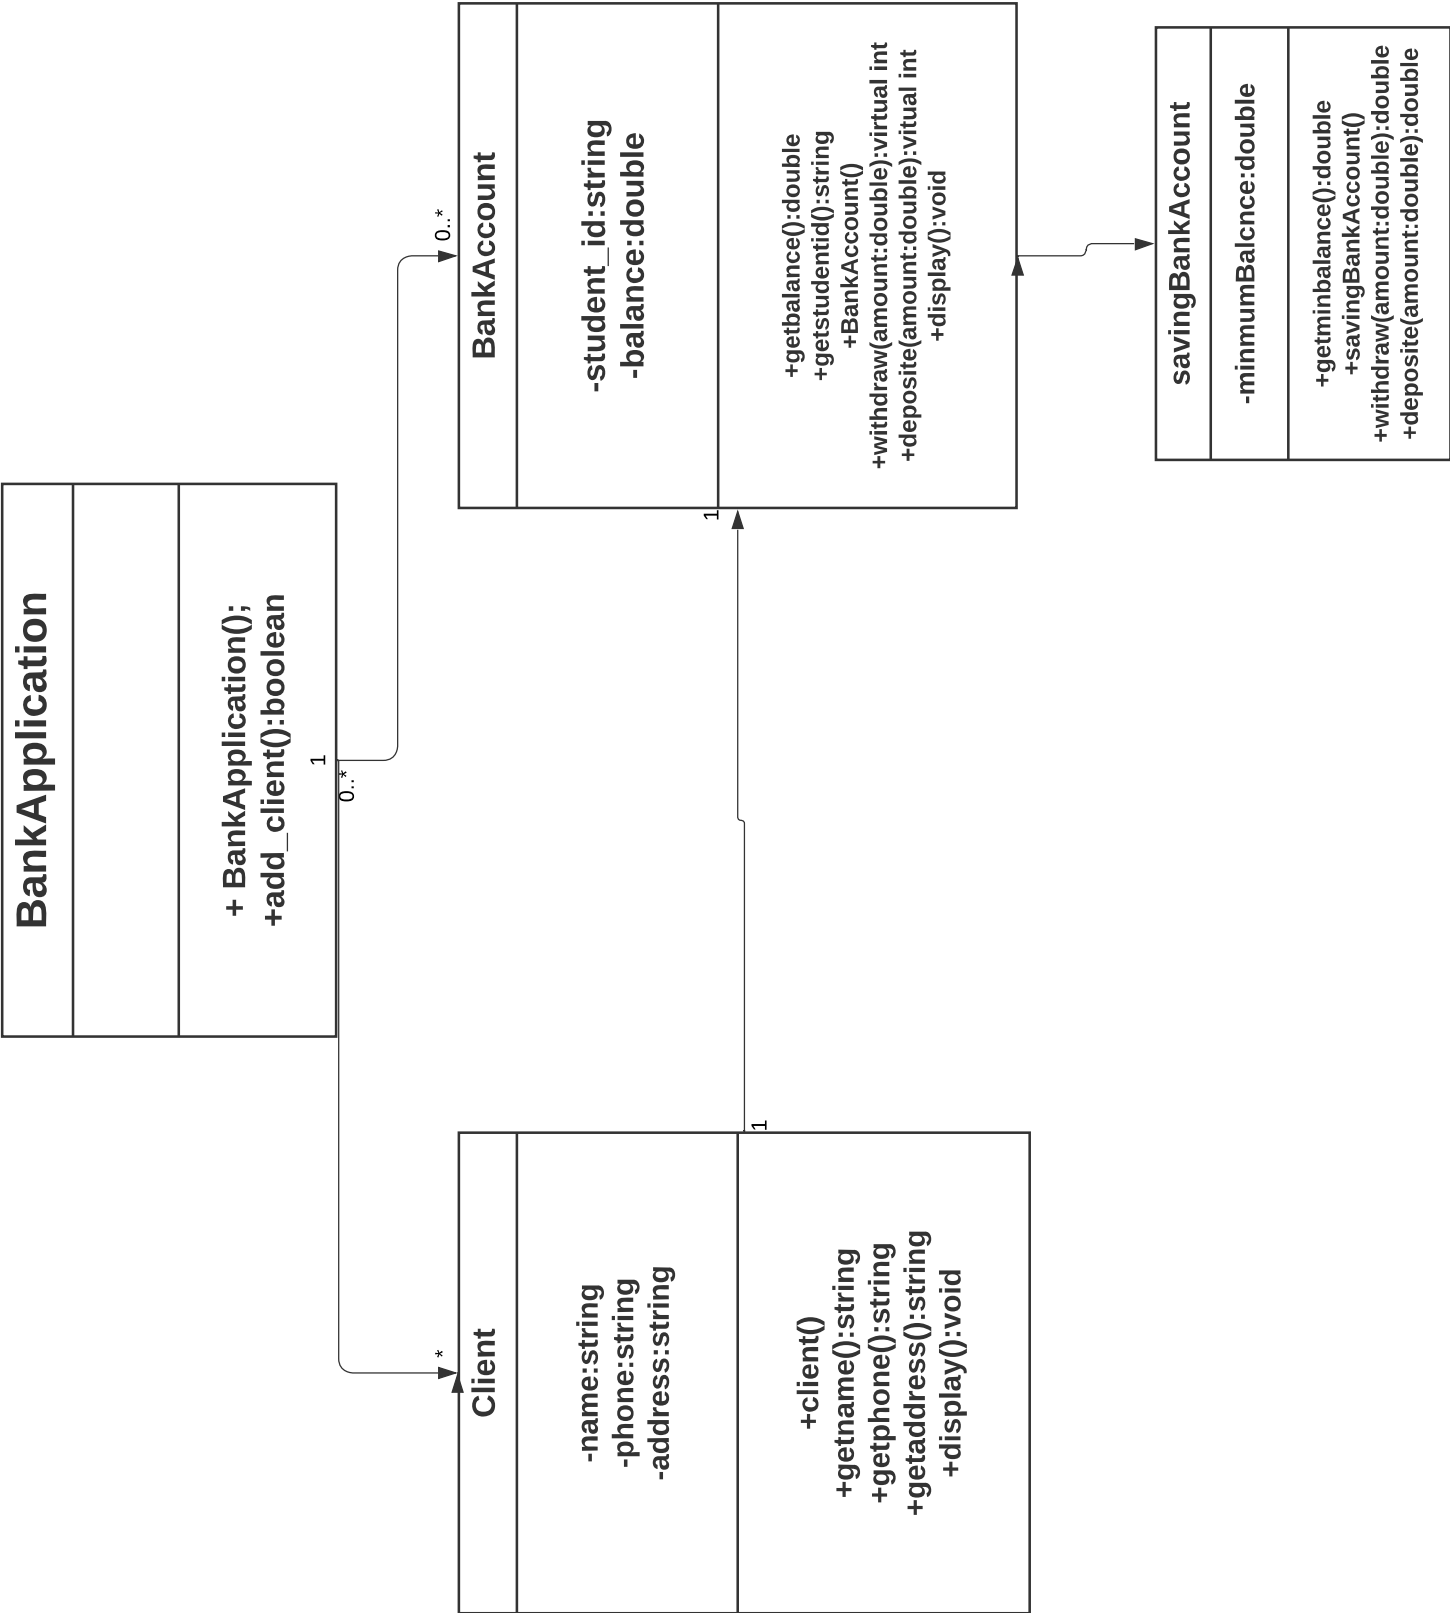 BankApplication
+ BankApplication();
+add_client():boolean
1
0..*
*
0..*
Client
-name:string
-phone:string
-address:string
+client()
+getname():string
+getphone():string
+getaddress():string
+display():void
1
1
BankAccount
-student_id:string
-balance:double
+getbalance():double
+getstudentid():string
+BankAccount()
+withdraw(amount:double):virtual int
+deposite(amount:double):vitual int
+display():void
savingBankAccount
-minmumBalcnce:double
+getminbalance():double
+savingBankAccount()
+withdraw(amount:double):double
+deposite(amount:double):double